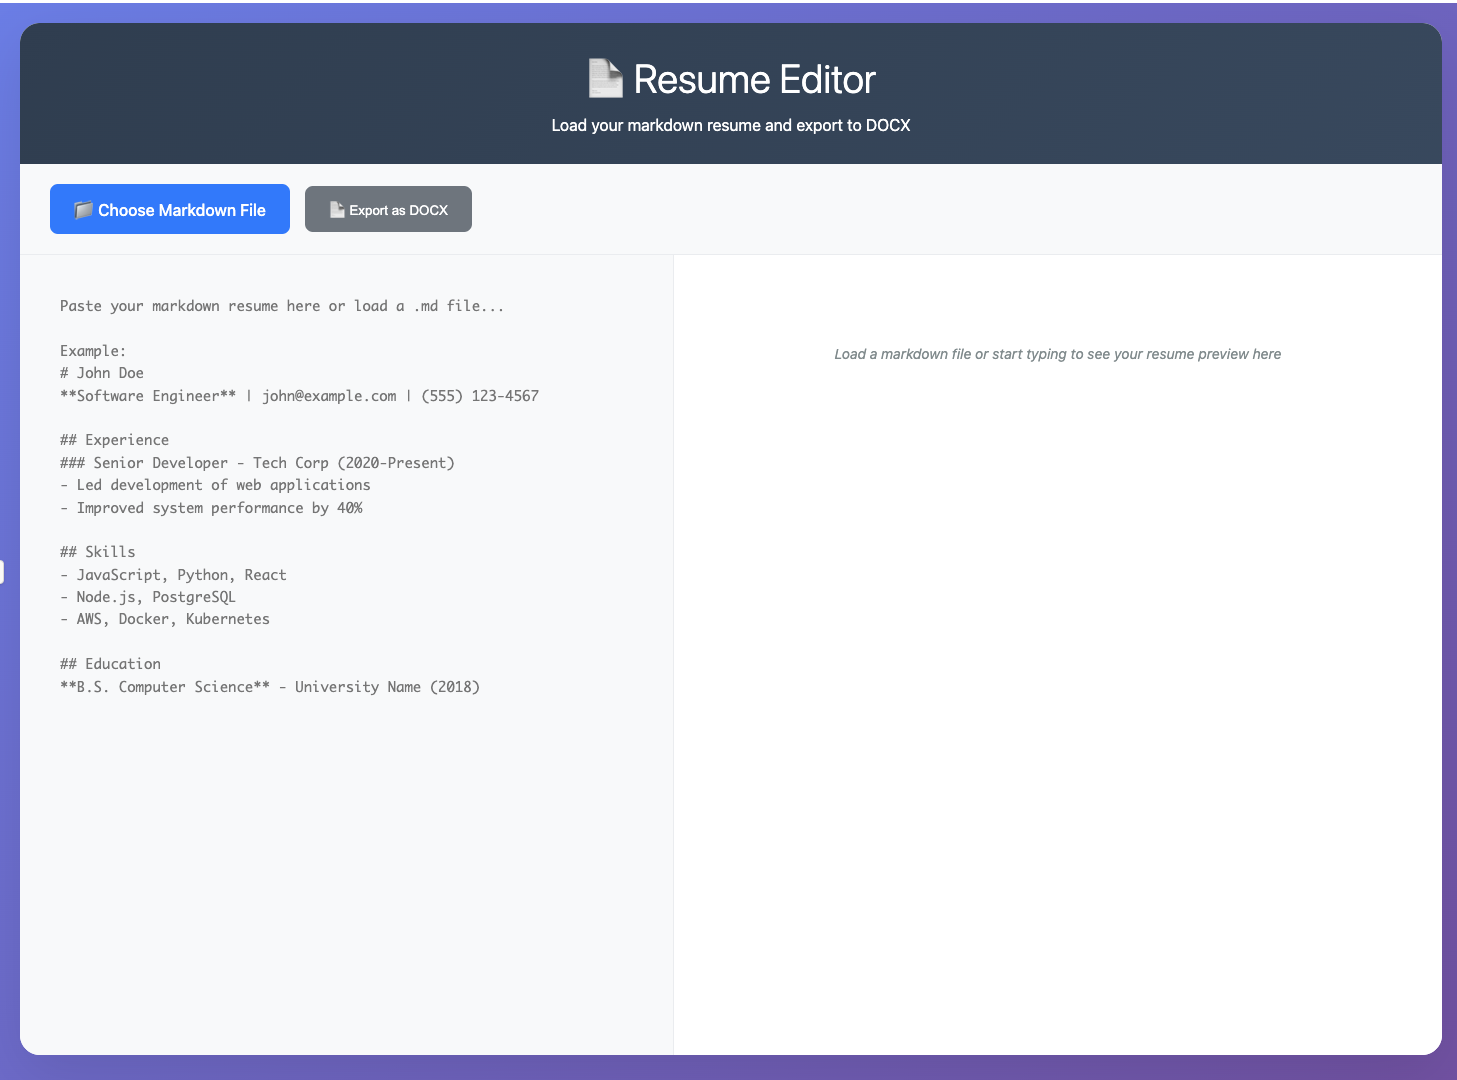 Resume Editor
Load your markdown resume and export to DOCX
Choose Markdown File
Export as DOCX
Paste your markdown resume here or load a .md file...
Example:
# John Doe
**Software Engineer** | john@example.com | (555) 123-4567
## Experience
### Senior Developer - Tech Corp (2020-Present)
- Led development of web applications
- Improved system performance by 40%
## Skills
- JavaScript, Python, React
- Node.js, PostgreSQL
- AWS, Docker, Kubernetes
## Education
**B.S. Computer Science** - University Name (2018)
Load a markdown file or start typing to see your resume preview here